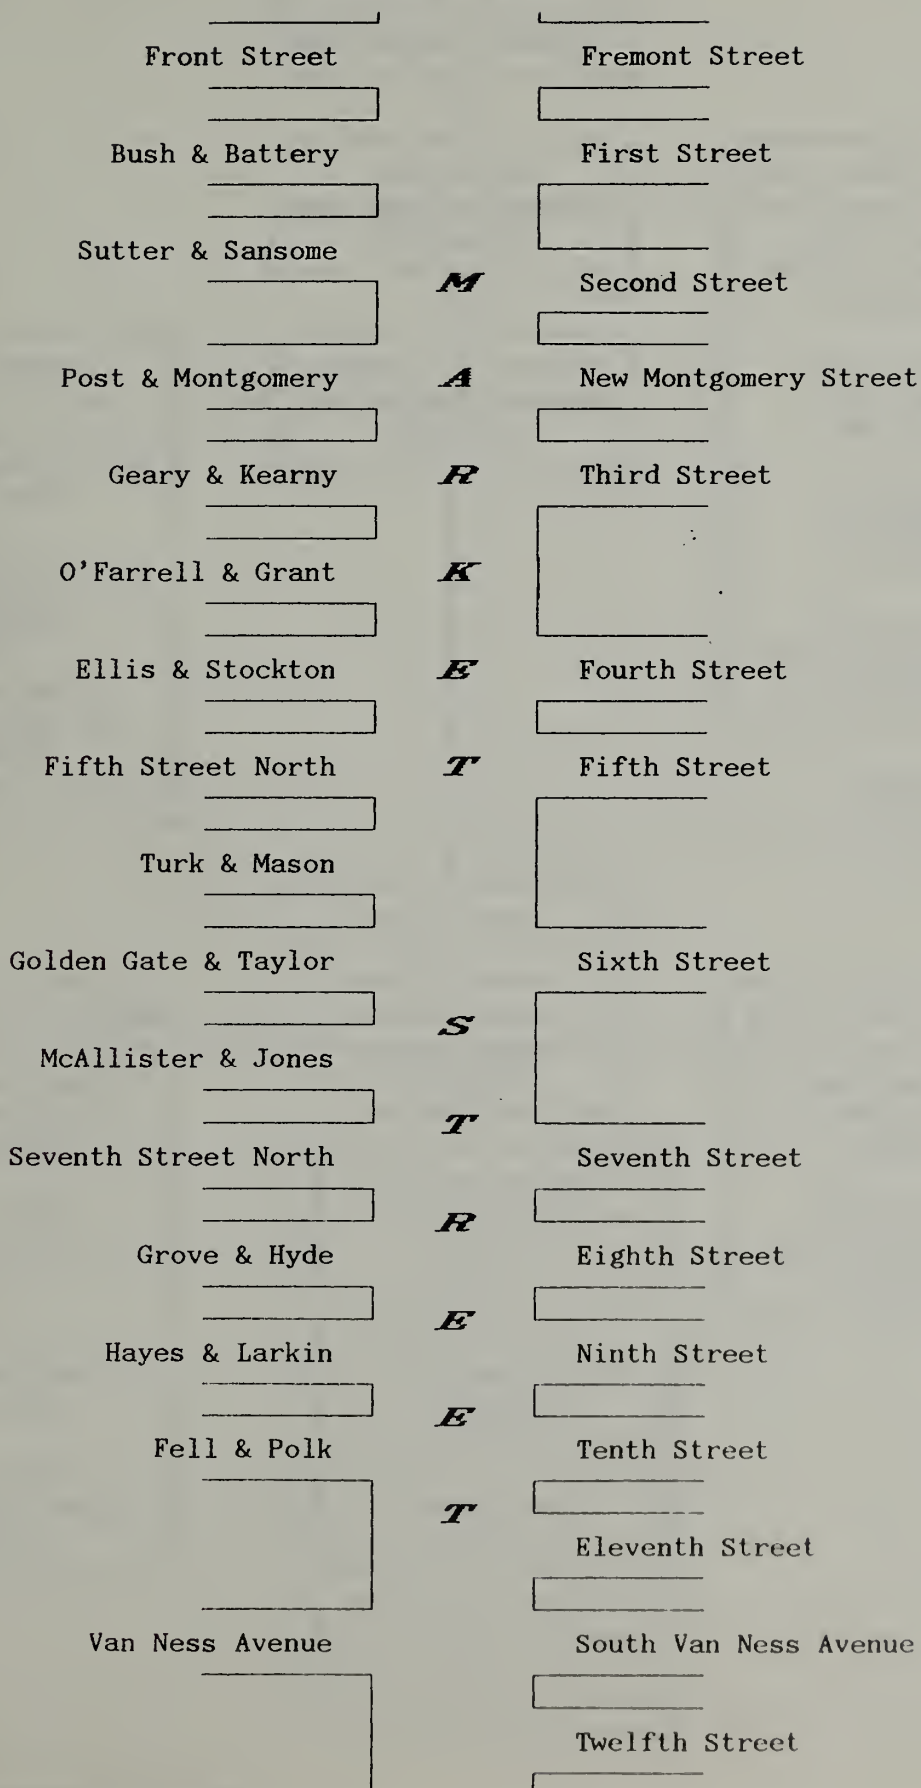 Front Street Fremont Street
Bush & Battery First Street
Sutter & Sansome
M Second Street
Post & Montgomery A New Montgomery Street
Geary & Kearny R Third Street
O'Farrell & Grant K
Ellis & Stockton E Fourth Street
Fifth Street North T Fifth Street
Turk & Mason
Golden Gate & Taylor Sixth Street
S
McAllister & Jones
T
Seventh Street North Seventh Street
R
Grove & Hyde Eighth Street
E
Hayes & Larkin Ninth Street
E
Fell & Polk Tenth Street
T
Eleventh Street
Van Ness Avenue South Van Ness Avenue
Twelfth Street